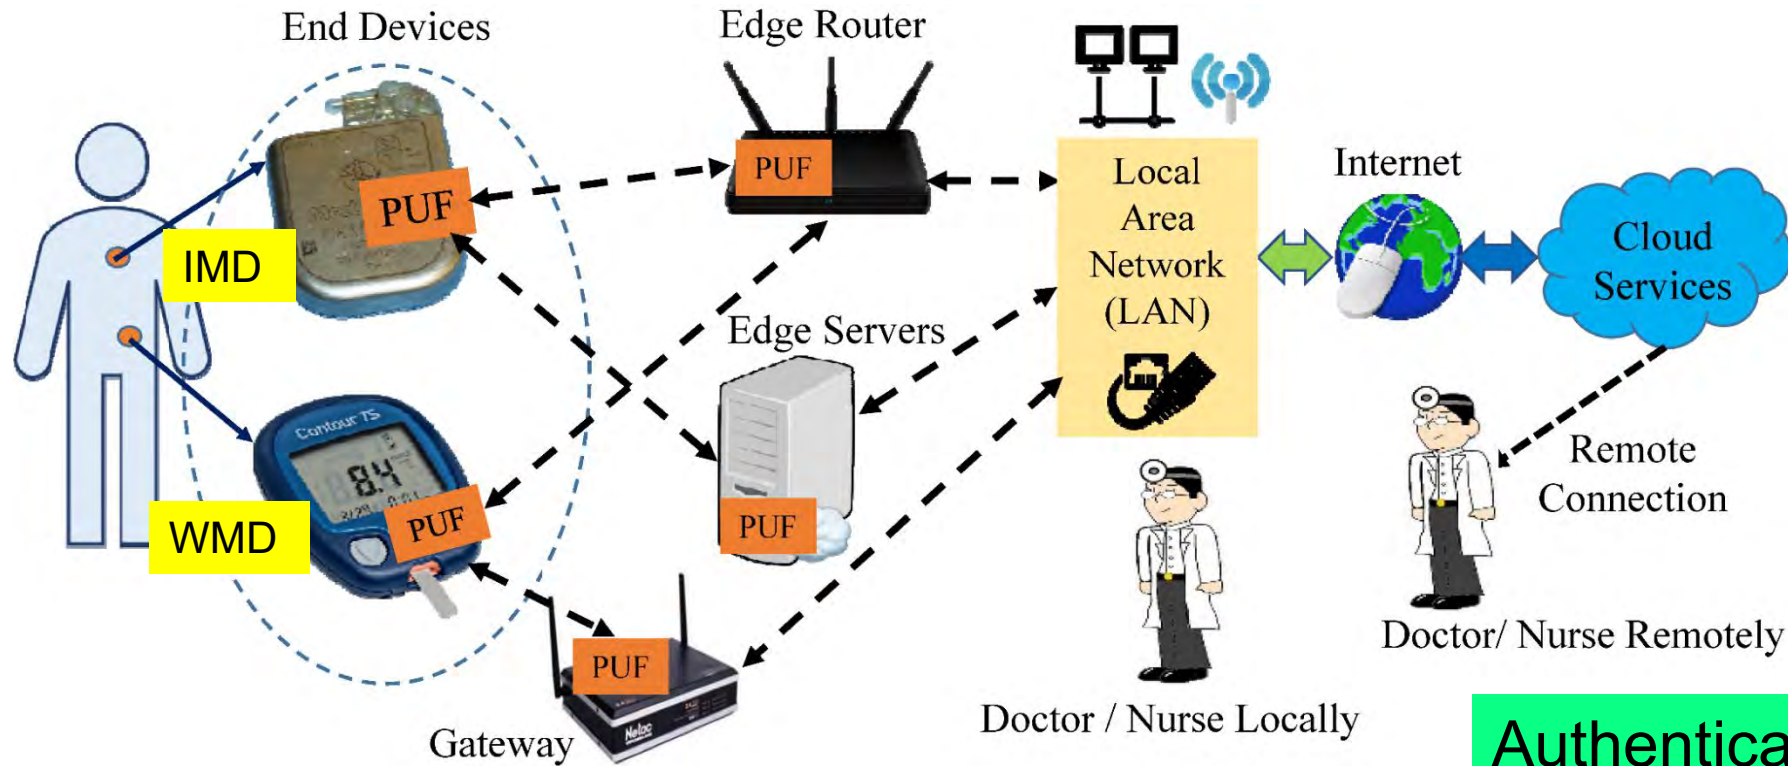 End Devices
Edge Router
PUF
PUF
Local
Area
Network
(LAN)
Internet
Cloud
Services
IMD
Edge Servers
Contour TS
8.4
PUF
WMD
PUF
Remote
Connection
PUF
Netac
Gateway
Doctor / Nurse Locally
Doctor/ Nurse Remotely
Authentica